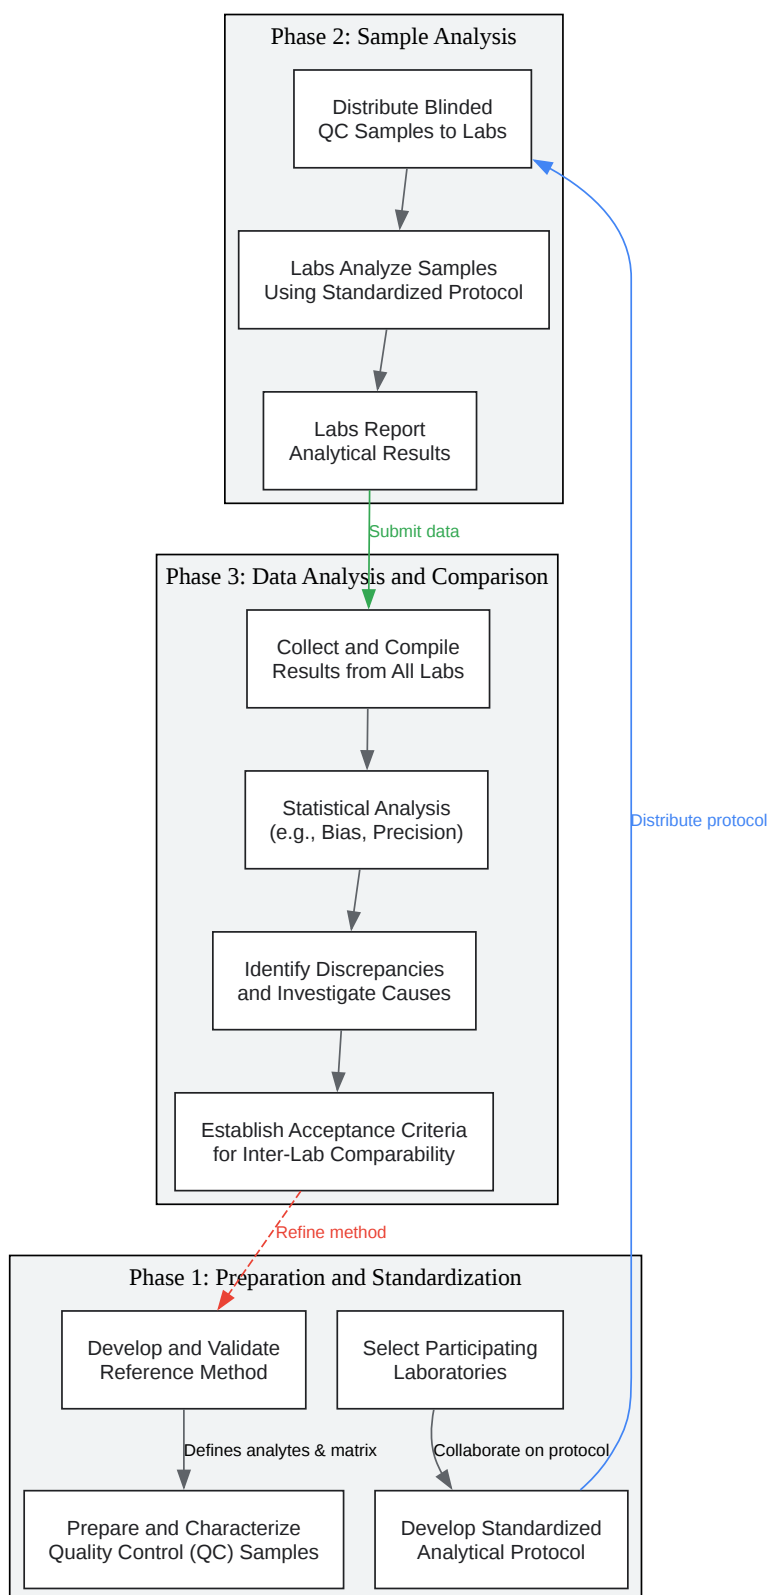 Phase 2: Sample Analysis
Distribute Blinded
QC Samples to Labs
Labs Analyze Samples
Using Standardized Protocol
Labs Report
Analytical Results
Submit data
Phase 3: Data Analysis and Comparison
Collect and Compile
Results from All Labs
Statistical Analysis
(e.g., Bias, Precision)
Distribute protocol
Identify Discrepancies
and Investigate Causes
Establish Acceptance Criteria
for Inter-Lab Comparability
Refine method
Phase 1: Preparation and Standardization
Develop and Validate
Reference Method
Select Participating
Laboratories
Defines analytes & matrix
Collaborate on protocol
Prepare and Characterize
Quality Control (QC) Samples
Develop Standardized
Analytical Protocol